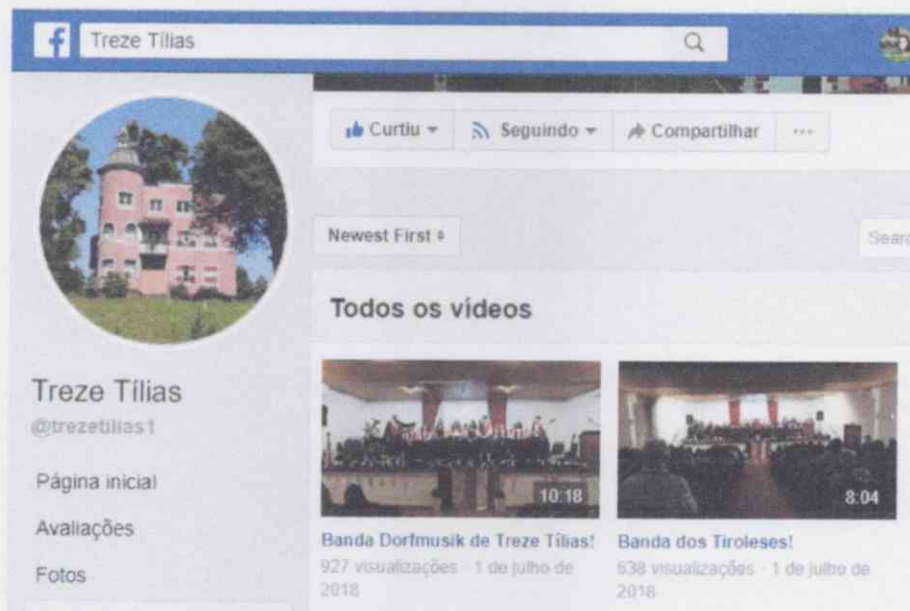 f
Treze Tílias
Curtiu
Seguindo
Compartilhar
...
Newest First
Searc
Todos os vídeos
Treze Tílias
@trezetilias1
Página inicial
Avaliações
Fotos
10:18
Banda Dorfmusik de Treze Tílias!
927 visualizações · 1 de julho de
2018
8:04
Banda dos Tiroleses!
638 visualizações · 1 de julho de
2018